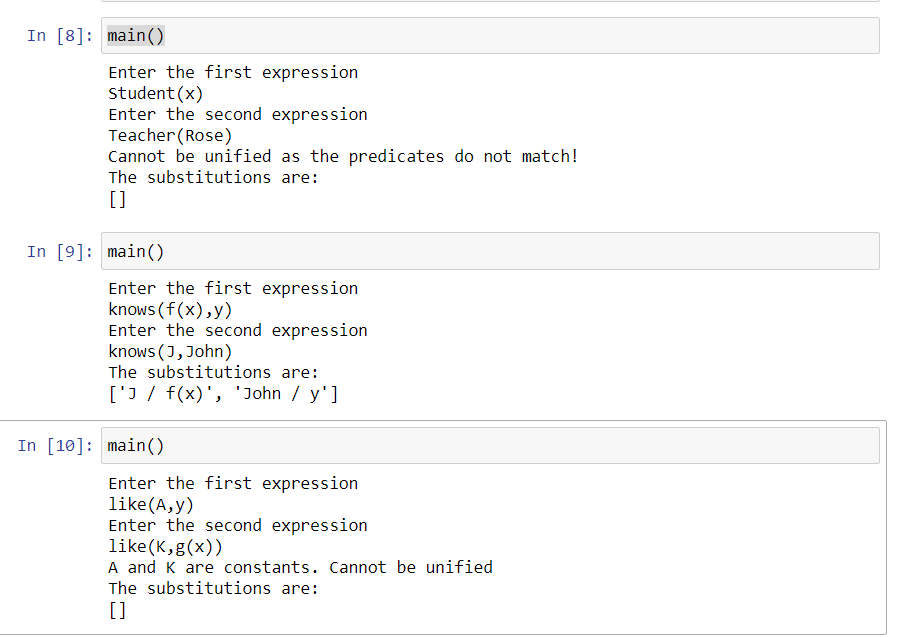 In [8]: main()
Enter the first expression
Student(x)
Enter the second expression
Teacher(Rose)
Cannot be unified as the predicates do not match!
The substitutions are:
[]
In [9]: main()
Enter the first expression
knows(f(x),y)
Enter the second expression
knows(J,John)
The substitutions are:
['J / f(x)', 'John / y']
In [10]: main()
Enter the first expression
like(A,y)
Enter the second expression
like(K,g(x))
A and K are constants. Cannot be unified
The substitutions are:
[]